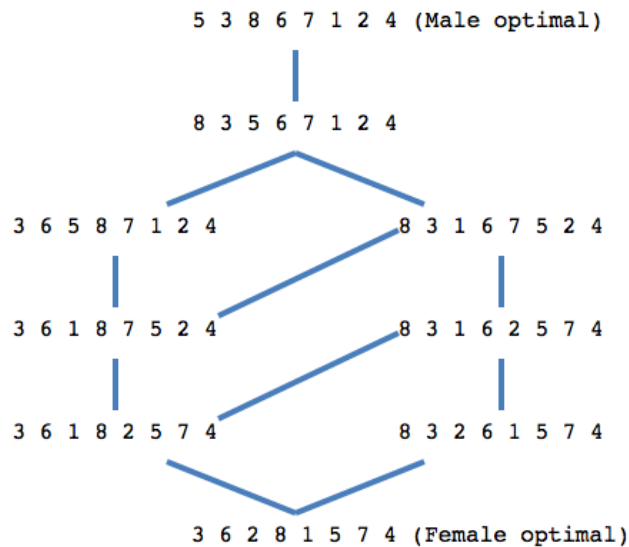 5 3 8 6 7 1 2 4 (Male optimal)
8 3 5 6 7 1 2 4
3 6 5 8 7 1 2 4
8 3 1 6 7 5 2 4
3 6 1 8 7 5 2 4
8 3 1 6 2 5 7 4
3 6 1 8 2 5 7 4
8 3 2 6 1 5 7 4
3 6 2 8 1 5 7 4 (Female optimal)